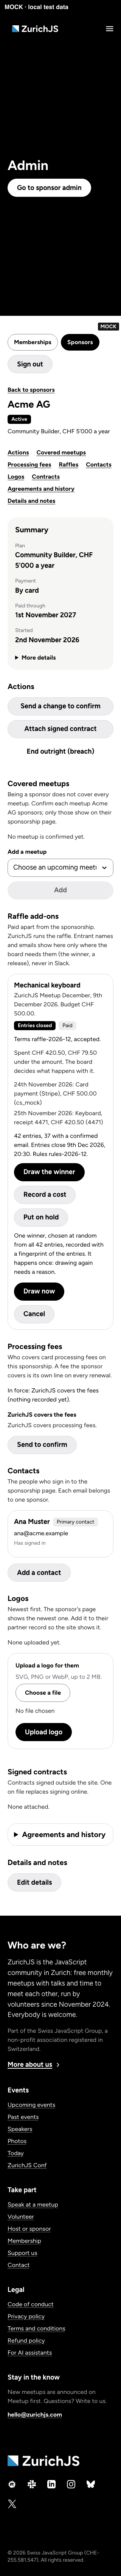 MOCK · local test data
ZurichJS
Admin
Go to sponsor admin
MOCK
Memberships
Sponsors
Sign out
Back to sponsors
Acme AG
Active
Community Builder, CHF 5'000 a year
Actions
Covered meetups
Processing fees
Raffles
Contacts
Logos
Contracts
Agreements and history
Details and notes
Summary
Plan
Community Builder, CHF
5'000 a year
Payment
By card
Paid through
1st November 2027
Started
2nd November 2026
More details
Actions
Send a change to confirm
Attach signed contract
End outright (breach)
Covered meetups
Being a sponsor does not cover every
meetup. Confirm each meetup Acme
AG sponsors; only those show on their
sponsorship page.
No meetup is confirmed yet.
Add a meetup
Choose an upcoming meetu
Add
Raffle add-ons
Paid apart from the sponsorship.
ZurichJS runs the raffle. Entrant names
and emails show here only where the
deal needs them (the winner, a
release), never in Slack.
Mechanical keyboard
ZurichJS Meetup December, 9th
December 2026. Budget CHF
500.00.
Entries closed
Paid
Terms raffle-2026-12, accepted.
Spent CHF 420.50, CHF 79.50
under the amount. The board
decides what happens with it.
24th November 2026: Card
payment (Stripe), CHF 500.00
(cs_mock)
25th November 2026: Keyboard,
receipt 4471, CHF 420.50 (4471)
42 entries, 37 with a confirmed
email. Entries close 9th Dec 2026,
20:30. Rules rules-2026-12.
Draw the winner
Record a cost
Put on hold
One winner, chosen at random
from all 42 entries, recorded with
a fingerprint of the entries. It
happens once: drawing again
needs a reason.
Draw now
Cancel
Processing fees
Who covers card processing fees on
this sponsorship. A fee the sponsor
covers is its own line on every renewal.
In force: ZurichJS covers the fees
(nothing recorded yet).
ZurichJS covers the fees
ZurichJS covers processing fees.
Send to confirm
Contacts
The people who sign in to the
sponsorship page. Each email belongs
to one sponsor.
Ana Muster
Primary contact
ana@acme.example
Has signed in
Add a contact
Logos
Newest first. The sponsor's page
shows the newest one. Add it to their
partner record so the site shows it.
None uploaded yet.
Upload a logo for them
SVG, PNG or WebP, up to 2 MB.
Choose a file
No file chosen
Upload logo
Signed contracts
Contracts signed outside the site. One
on file replaces signing online.
None attached.
Agreements and history
Details and notes
Edit details
Who are we?
ZurichJS is the JavaScript
community in Zurich: free monthly
meetups with talks and time to
meet each other, run by
volunteers since November 2024.
Everybody is welcome.
Part of the Swiss JavaScript Group, a
non-profit association registered in
Switzerland.
More about us
Events
Upcoming events
Past events
Speakers
Photos
Today
ZurichJS Conf
Take part
Speak at a meetup
Volunteer
Host or sponsor
Membership
Support us
Contact
Legal
Code of conduct
Privacy policy
Terms and conditions
Refund policy
For AI assistants
Stay in the know
New meetups are announced on
Meetup first. Questions? Write to us.
hello@zurichjs.com
ZurichJS
© 2026 Swiss JavaScript Group (CHE-
255.581.547). All rights reserved.